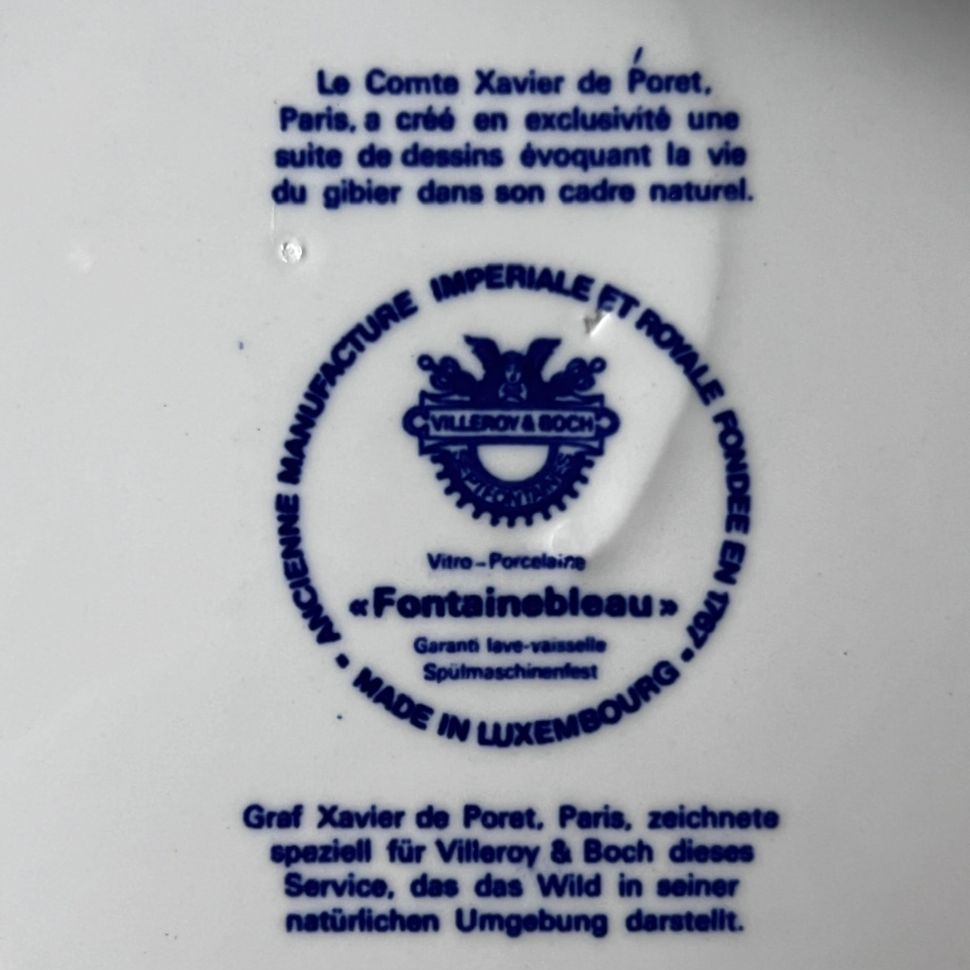 Le Comte Xavier de Poret,
Paris, a créé en exclusivité une
suite de dessins évoquant la vie
du gibier dans son cadre naturel.
ANCIENNE MANUFACTURE IMPERIALE ET ROYALE FONDEE EN 1767 •
VILLEROY & BOCH
SEPTFONTAINES
Vitro-Porcelaine
«Fontainebleau»
Garanti lave-vaisselle
Spülmaschinenfest
• MADE IN LUXEMBOURG
Graf Xavier de Poret, Paris, zeichnete
speziell für Villeroy & Boch dieses
Service, das das Wild in seiner
natürlichen Umgebung darstellt.